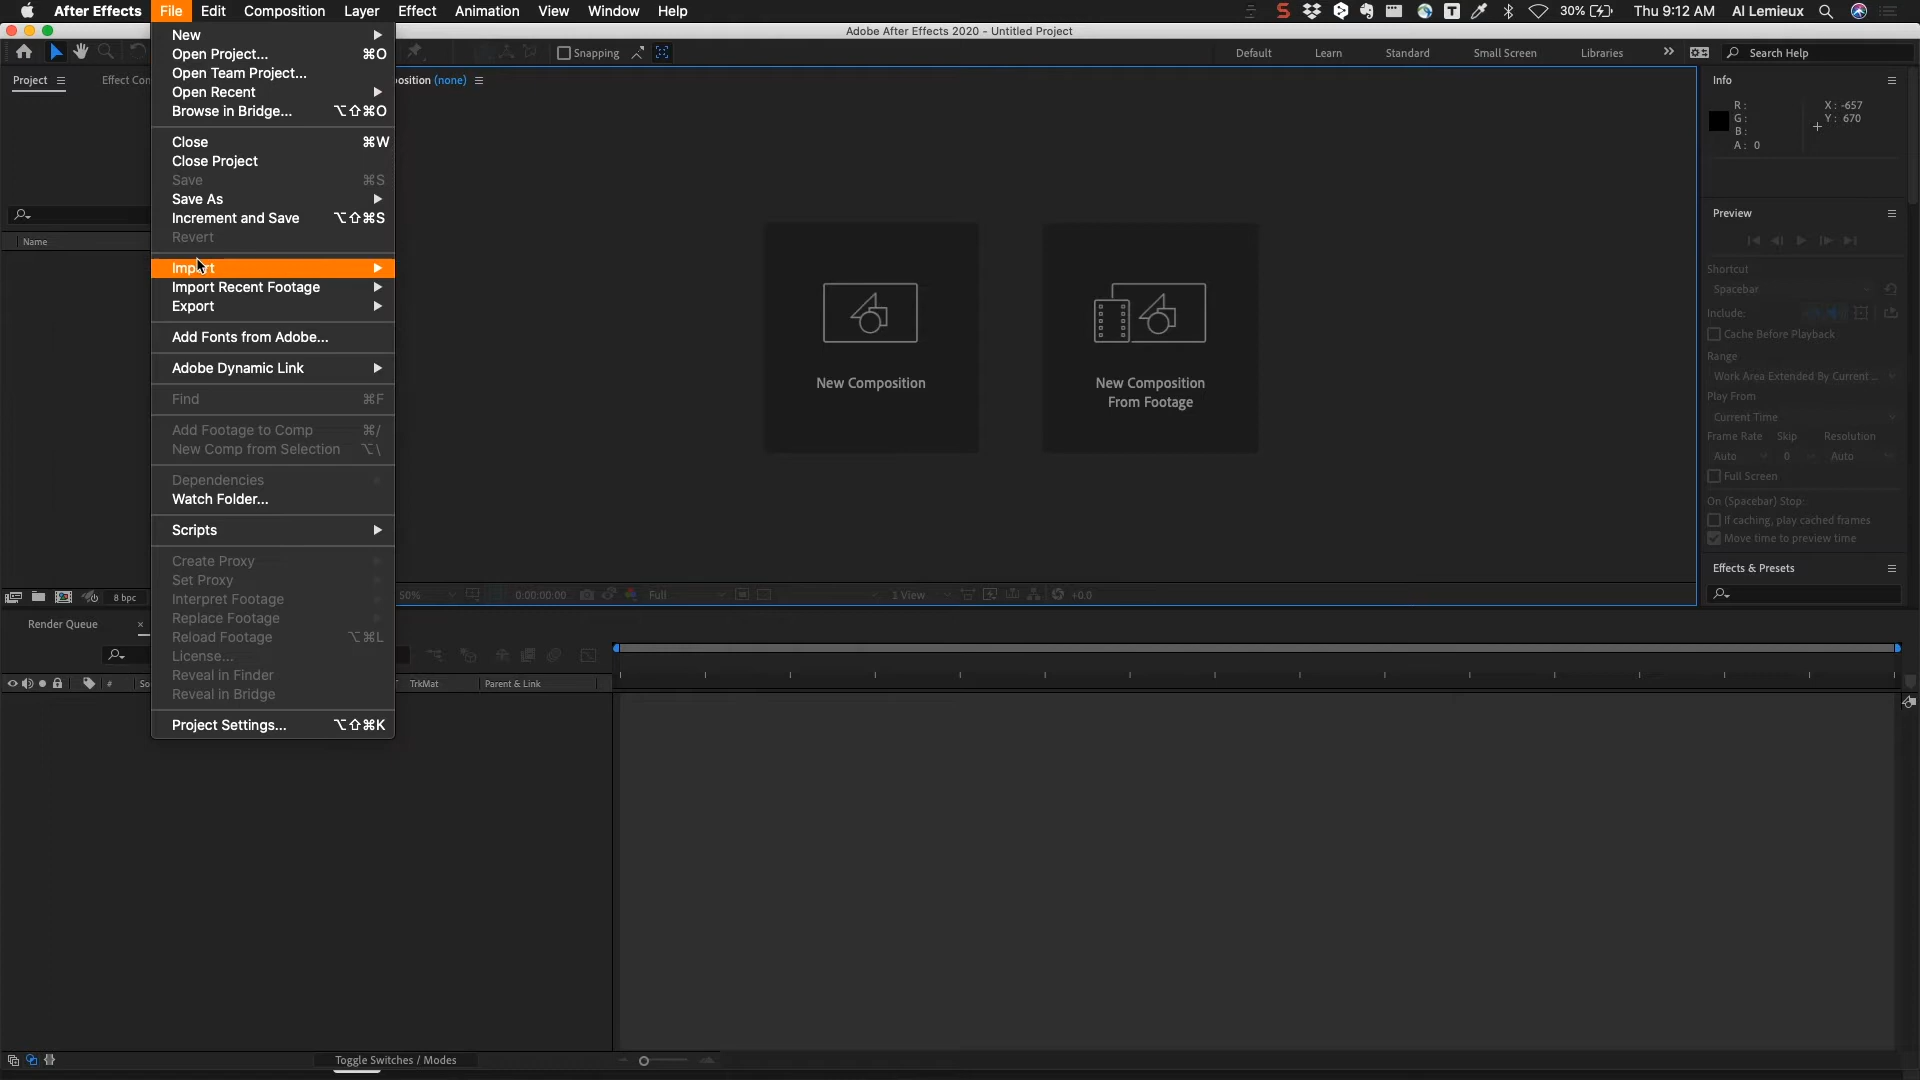 After Effects File Edit Composition Layer Effect Animation View Window Help 30% Thu 9:12 AM Al Lemieux
Adobe After Effects 2020 - Untitled Project
Snapping Default Learn Standard Small Screen Libraries >> Search Help
Project Effect Con
New
Open Project... ⌘O
Open Team Project...
Open Recent
Browse in Bridge... ⌥⇧⌘O
Close ⌘W
Close Project
Save ⌘S
Save As
Increment and Save ⌥⇧⌘S
Revert
Import
Import Recent Footage
Export
Add Fonts from Adobe...
Adobe Dynamic Link
Find ⌘F
Add Footage to Comp ⌘/
New Comp from Selection ⌥\
Dependencies
Watch Folder...
Scripts
Create Proxy
Set Proxy
Interpret Footage
Replace Footage
Reload Footage ⌥⌘L
License...
Reveal in Finder
Reveal in Bridge
Project Settings... ⌥⇧⌘K
Name
8 bpc
osition (none)
New Composition
New Composition
From Footage
50% 0:00:00:00 Full 1 View +0.0
Info
R: X: -657
G: Y: 670
B:
A: 0
Preview
Shortcut
Spacebar
Include:
Cache Before Playback
Range
Work Area Extended By Current ...
Play From
Current Time
Frame Rate Skip Resolution
Auto 0 Auto
Full Screen
On (Spacebar) Stop:
If caching, play cached frames
Move time to preview time
Effects & Presets
Render Queue ×
# So TrkMat Parent & Link
Toggle Switches / Modes